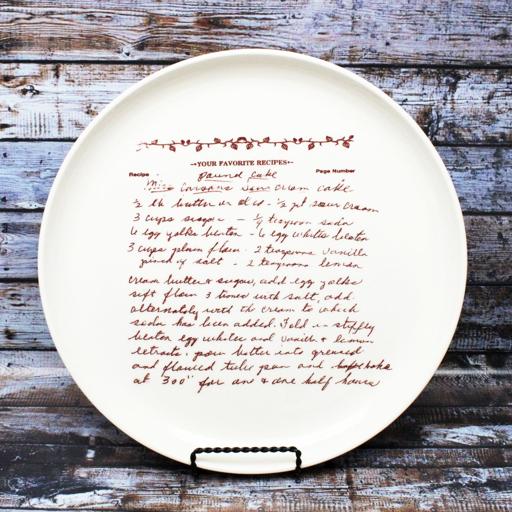 YOUR FAVORITE RECIPES
Recipe pound cake Page Number
Miss Carsons Sour Cream Cake
½ lb butter or oleo - ½ pt sour cream
3 cups sugar - ¼ teaspoon soda
6 egg yolks beaten - 6 egg whites beaten
3 cups plain flour - 2 teaspoons vanilla
pinch of salt - 2 teaspoons lemon
cream butter & sugar, add egg yolks
sift flour 3 times with salt, add
alternately with the cream to which
soda has been added. Fold in stiffly
beaten egg whites and vanilla & lemon
extracts. pour batter into greased
and floured tube pan and bake
at 300° for one & one half hours